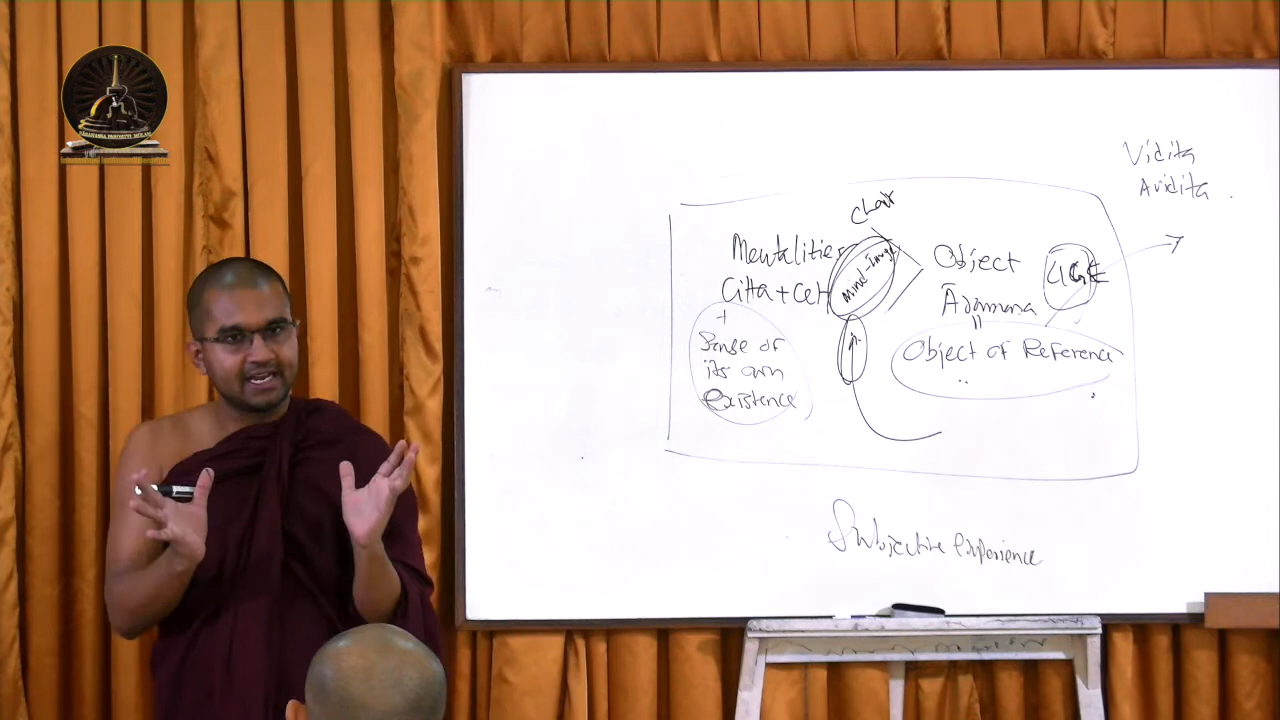 Vidita
Avidita
Chair
Mentalities
Mind-Image
Object
Citta + Cet
Ārammaṇa
+
Sense of
its own
Existence
=
Object of Reference
Subjective Experience